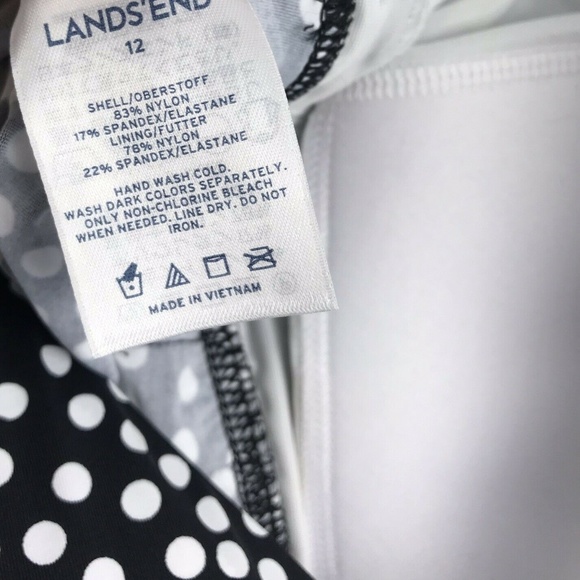 LANDS' END
12
SHELL/OBERSTOFF
83% NYLON
17% SPANDEX/ELASTANE
LINING/FUTTER
78% NYLON
22% SPANDEX/ELASTANE
HAND WASH COLD.
WASH DARK COLORS SEPARATELY.
ONLY NON-CHLORINE BLEACH
WHEN NEEDED. LINE DRY. DO NOT
IRON.
MADE IN VIETNAM